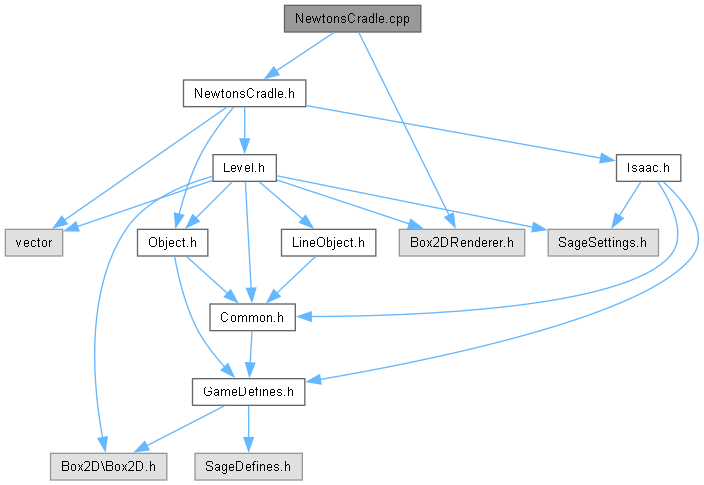 NewtonsCradle.cpp
NewtonsCradle.h
Level.h
Isaac.h
vector
Object.h
LineObject.h
Box2DRenderer.h
SageSettings.h
Common.h
GameDefines.h
Box2D\Box2D.h
SageDefines.h